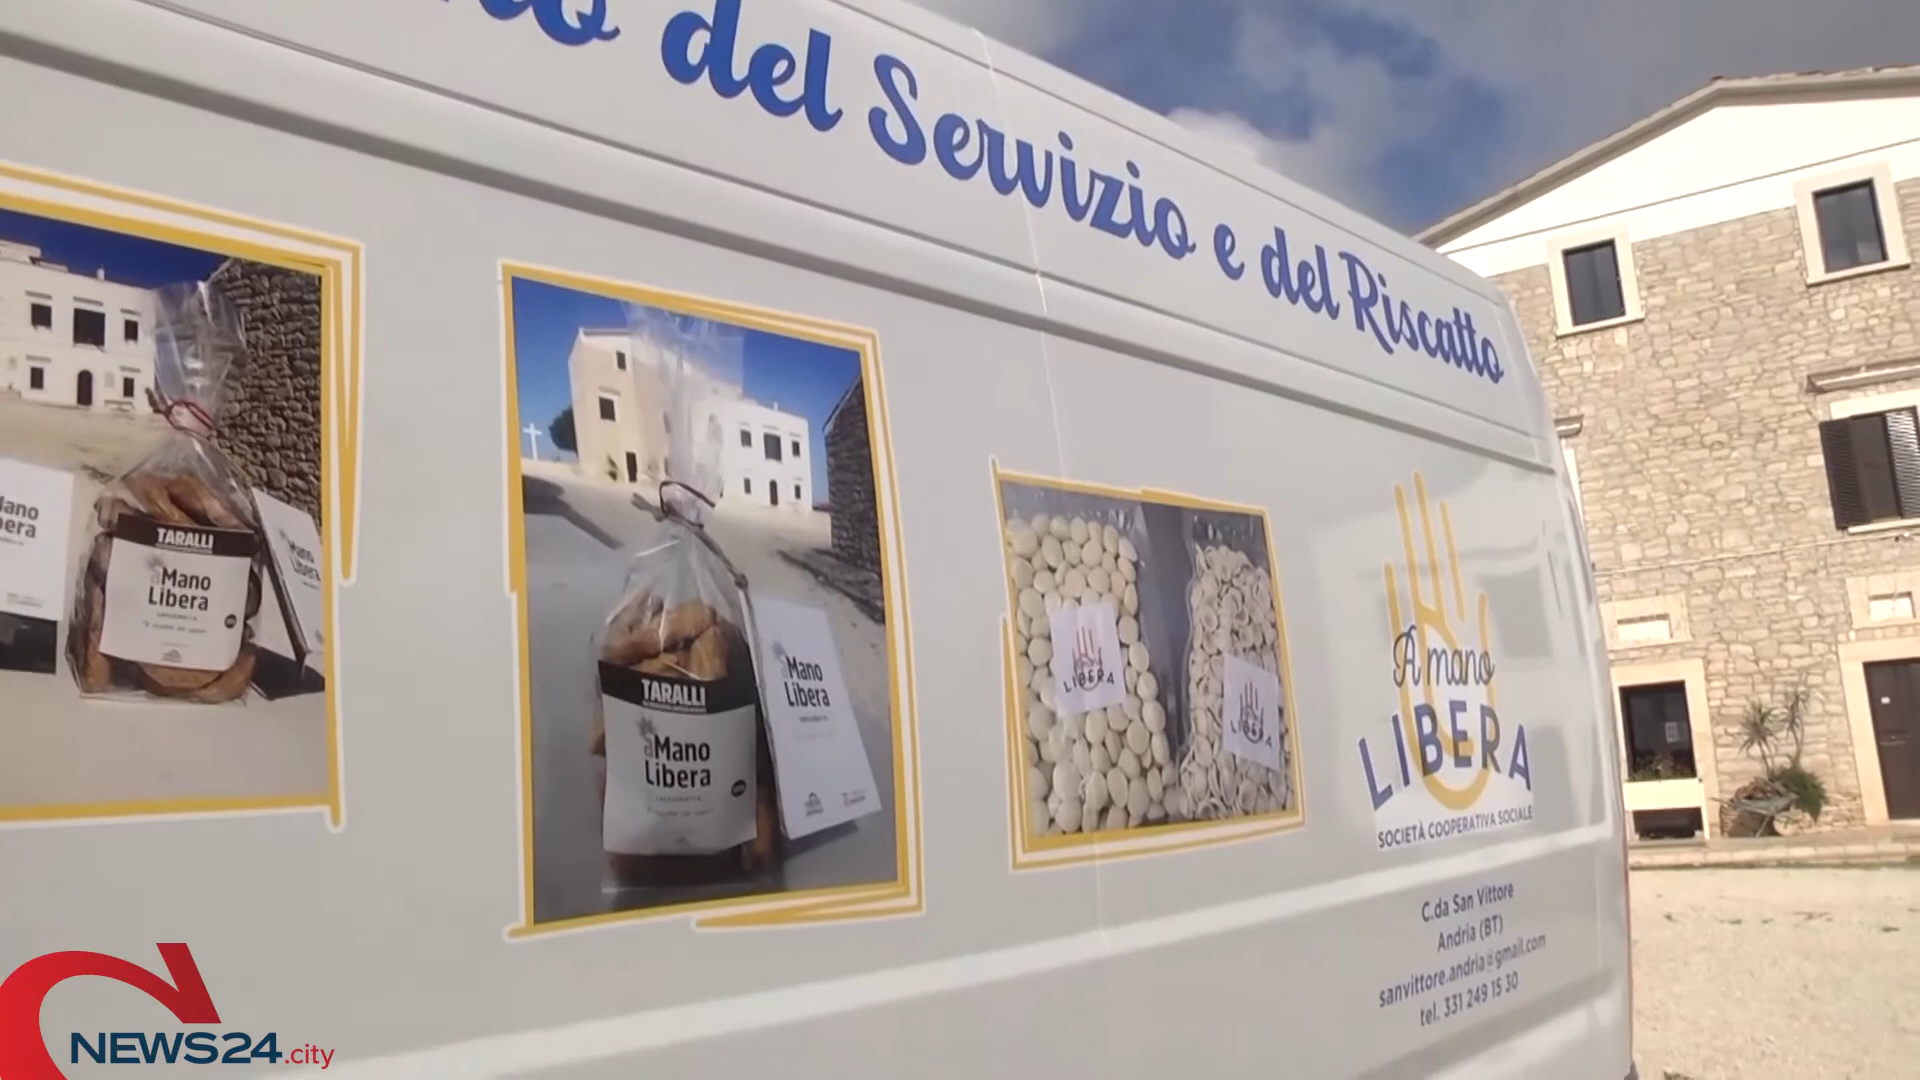 del Servizio e del Riscatto
TARALLI
aMano
Libera
TARALLI
aMano
Libera
aMano
Libera
LIBERA
LIBERA
A mano
LIBERA
SOCIETÀ COOPERATIVA SOCIALE
C.da San Vittore
Andria (BT)
sanvittore.andria@gmail.com
tel. 331 249 15 30
NEWS24.city